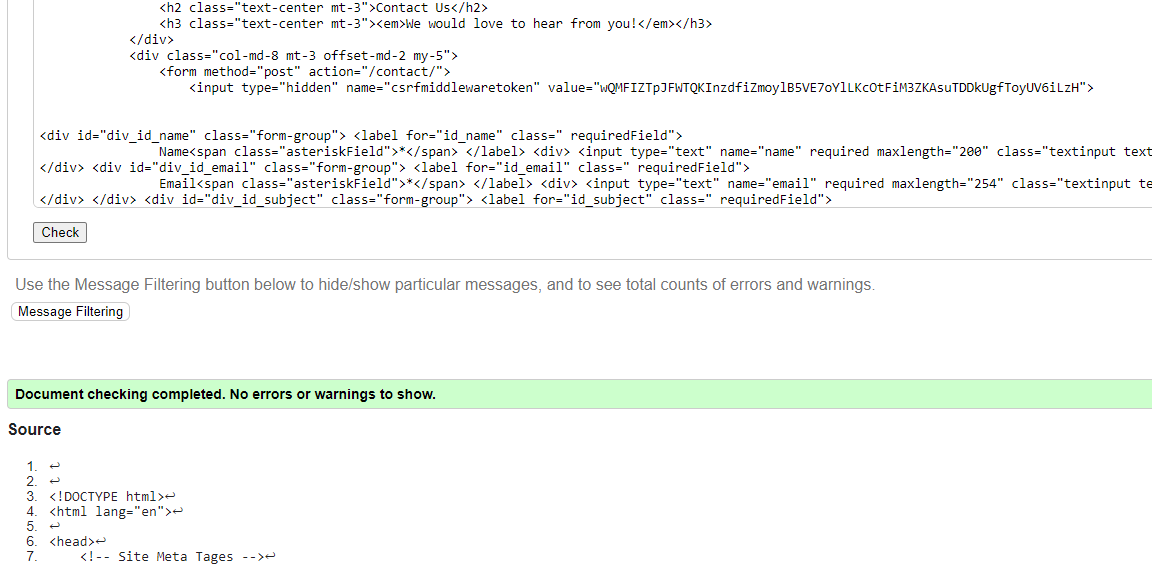 <h2 class="text-center mt-3">Contact Us</h2>
<h3 class="text-center mt-3"><em>We would love to hear from you!</em></h3>
</div>
<div class="col-md-8 mt-3 offset-md-2 my-5">
<form method="post" action="/contact/">
<input type="hidden" name="csrfmiddlewaretoken" value="wQMFIZTpJFWTQKInzdfiZmoylB5VE7oYlLKcOtFiM3ZKAsuTDDkUgfToyUV6iLzH">
<div id="div_id_name" class="form-group"> <label for="id_name" class=" requiredField">
Name<span class="asteriskField">*</span> </label> <div> <input type="text" name="name" required maxlength="200" class="textinput text
</div> <div id="div_id_email" class="form-group"> <label for="id_email" class=" requiredField">
Email<span class="asteriskField">*</span> </label> <div> <input type="text" name="email" required maxlength="254" class="textinput te
</div> </div> <div id="div_id_subject" class="form-group"> <label for="id_subject" class=" requiredField">
Check
Use the Message Filtering button below to hide/show particular messages, and to see total counts of errors and warnings.
Message Filtering
Document checking completed. No errors or warnings to show.
Source
1. ↩
2. ↩
3. <!DOCTYPE html>↩
4. <html lang="en">↩
5. ↩
6. <head>↩
7. <!-- Site Meta Tages -->↩